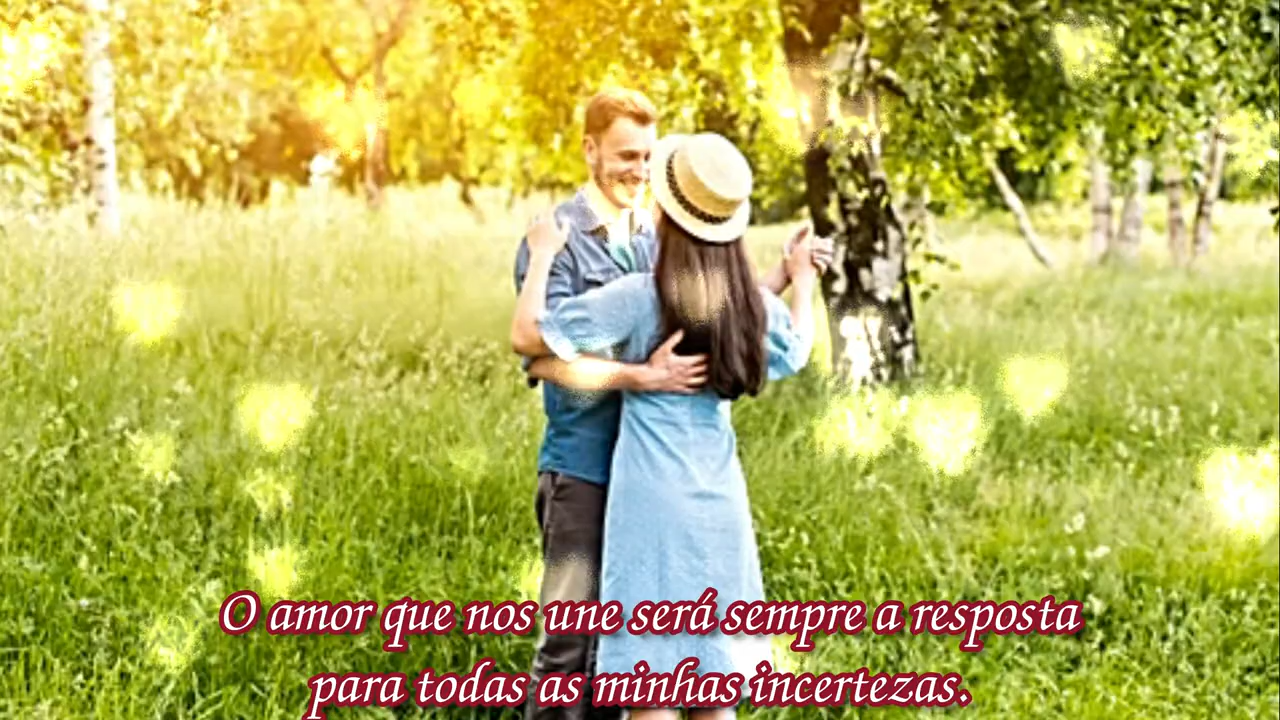 O amor que nos une será sempre a resposta
para todas as minhas incertezas.